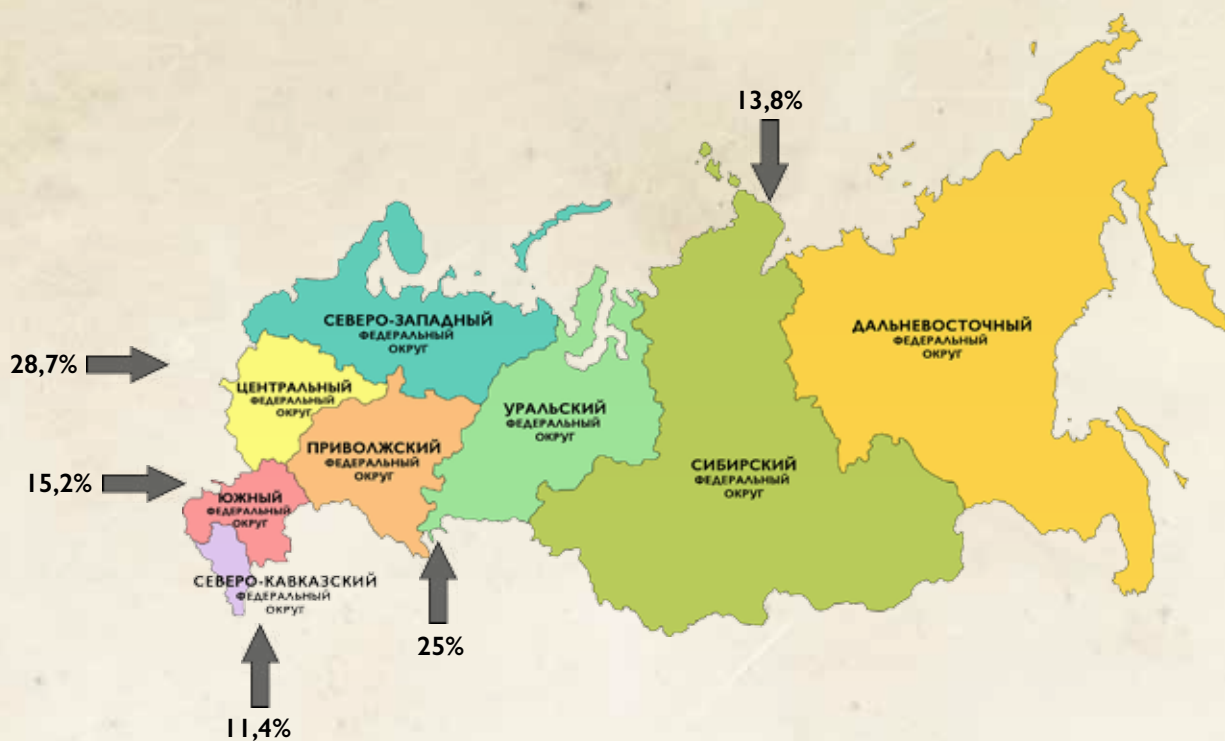 13,8%
СЕВЕРО-ЗАПАДНЫЙ
ФЕДЕРАЛЬНЫЙ
ОКРУГ
ДАЛЬНЕВОСТОЧНЫЙ
ФЕДЕРАЛЬНЫЙ
ОКРУГ
28,7%
ЦЕНТРАЛЬНЫЙ
ФЕДЕРАЛЬНЫЙ
ОКРУГ
УРАЛЬСКИЙ
ФЕДЕРАЛЬНЫЙ
ОКРУГ
ПРИВОЛЖСКИЙ
ФЕДЕРАЛЬНЫЙ
ОКРУГ
СИБИРСКИЙ
ФЕДЕРАЛЬНЫЙ
ОКРУГ
15,2%
ЮЖНЫЙ
ФЕДЕРАЛЬНЫЙ
ОКРУГ
СЕВЕРО-КАВКАЗСКИЙ
ФЕДЕРАЛЬНЫЙ
ОКРУГ
25%
11,4%